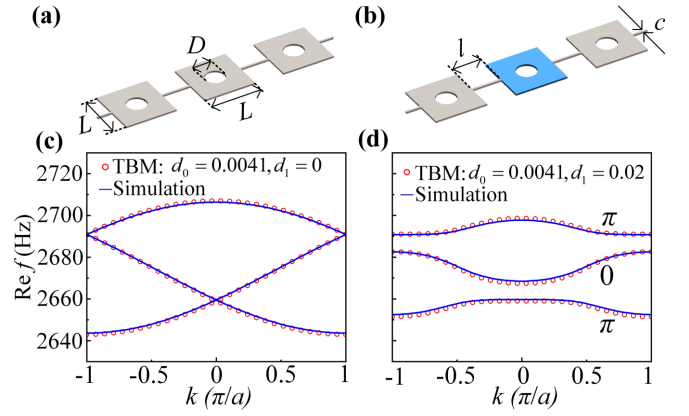 (a)
D
L
L
(b)
l
c
(c)
TBM: d₀ = 0.0041, d₁ = 0
Simulation
2720
2700
2680
2660
2640
Re f (Hz)
-1 -0.5 0 0.5 1
k (π/a)
(d)
TBM: d₀ = 0.0041, d₁ = 0.02
Simulation
π
0
π
-1 -0.5 0 0.5 1
k (π/a)